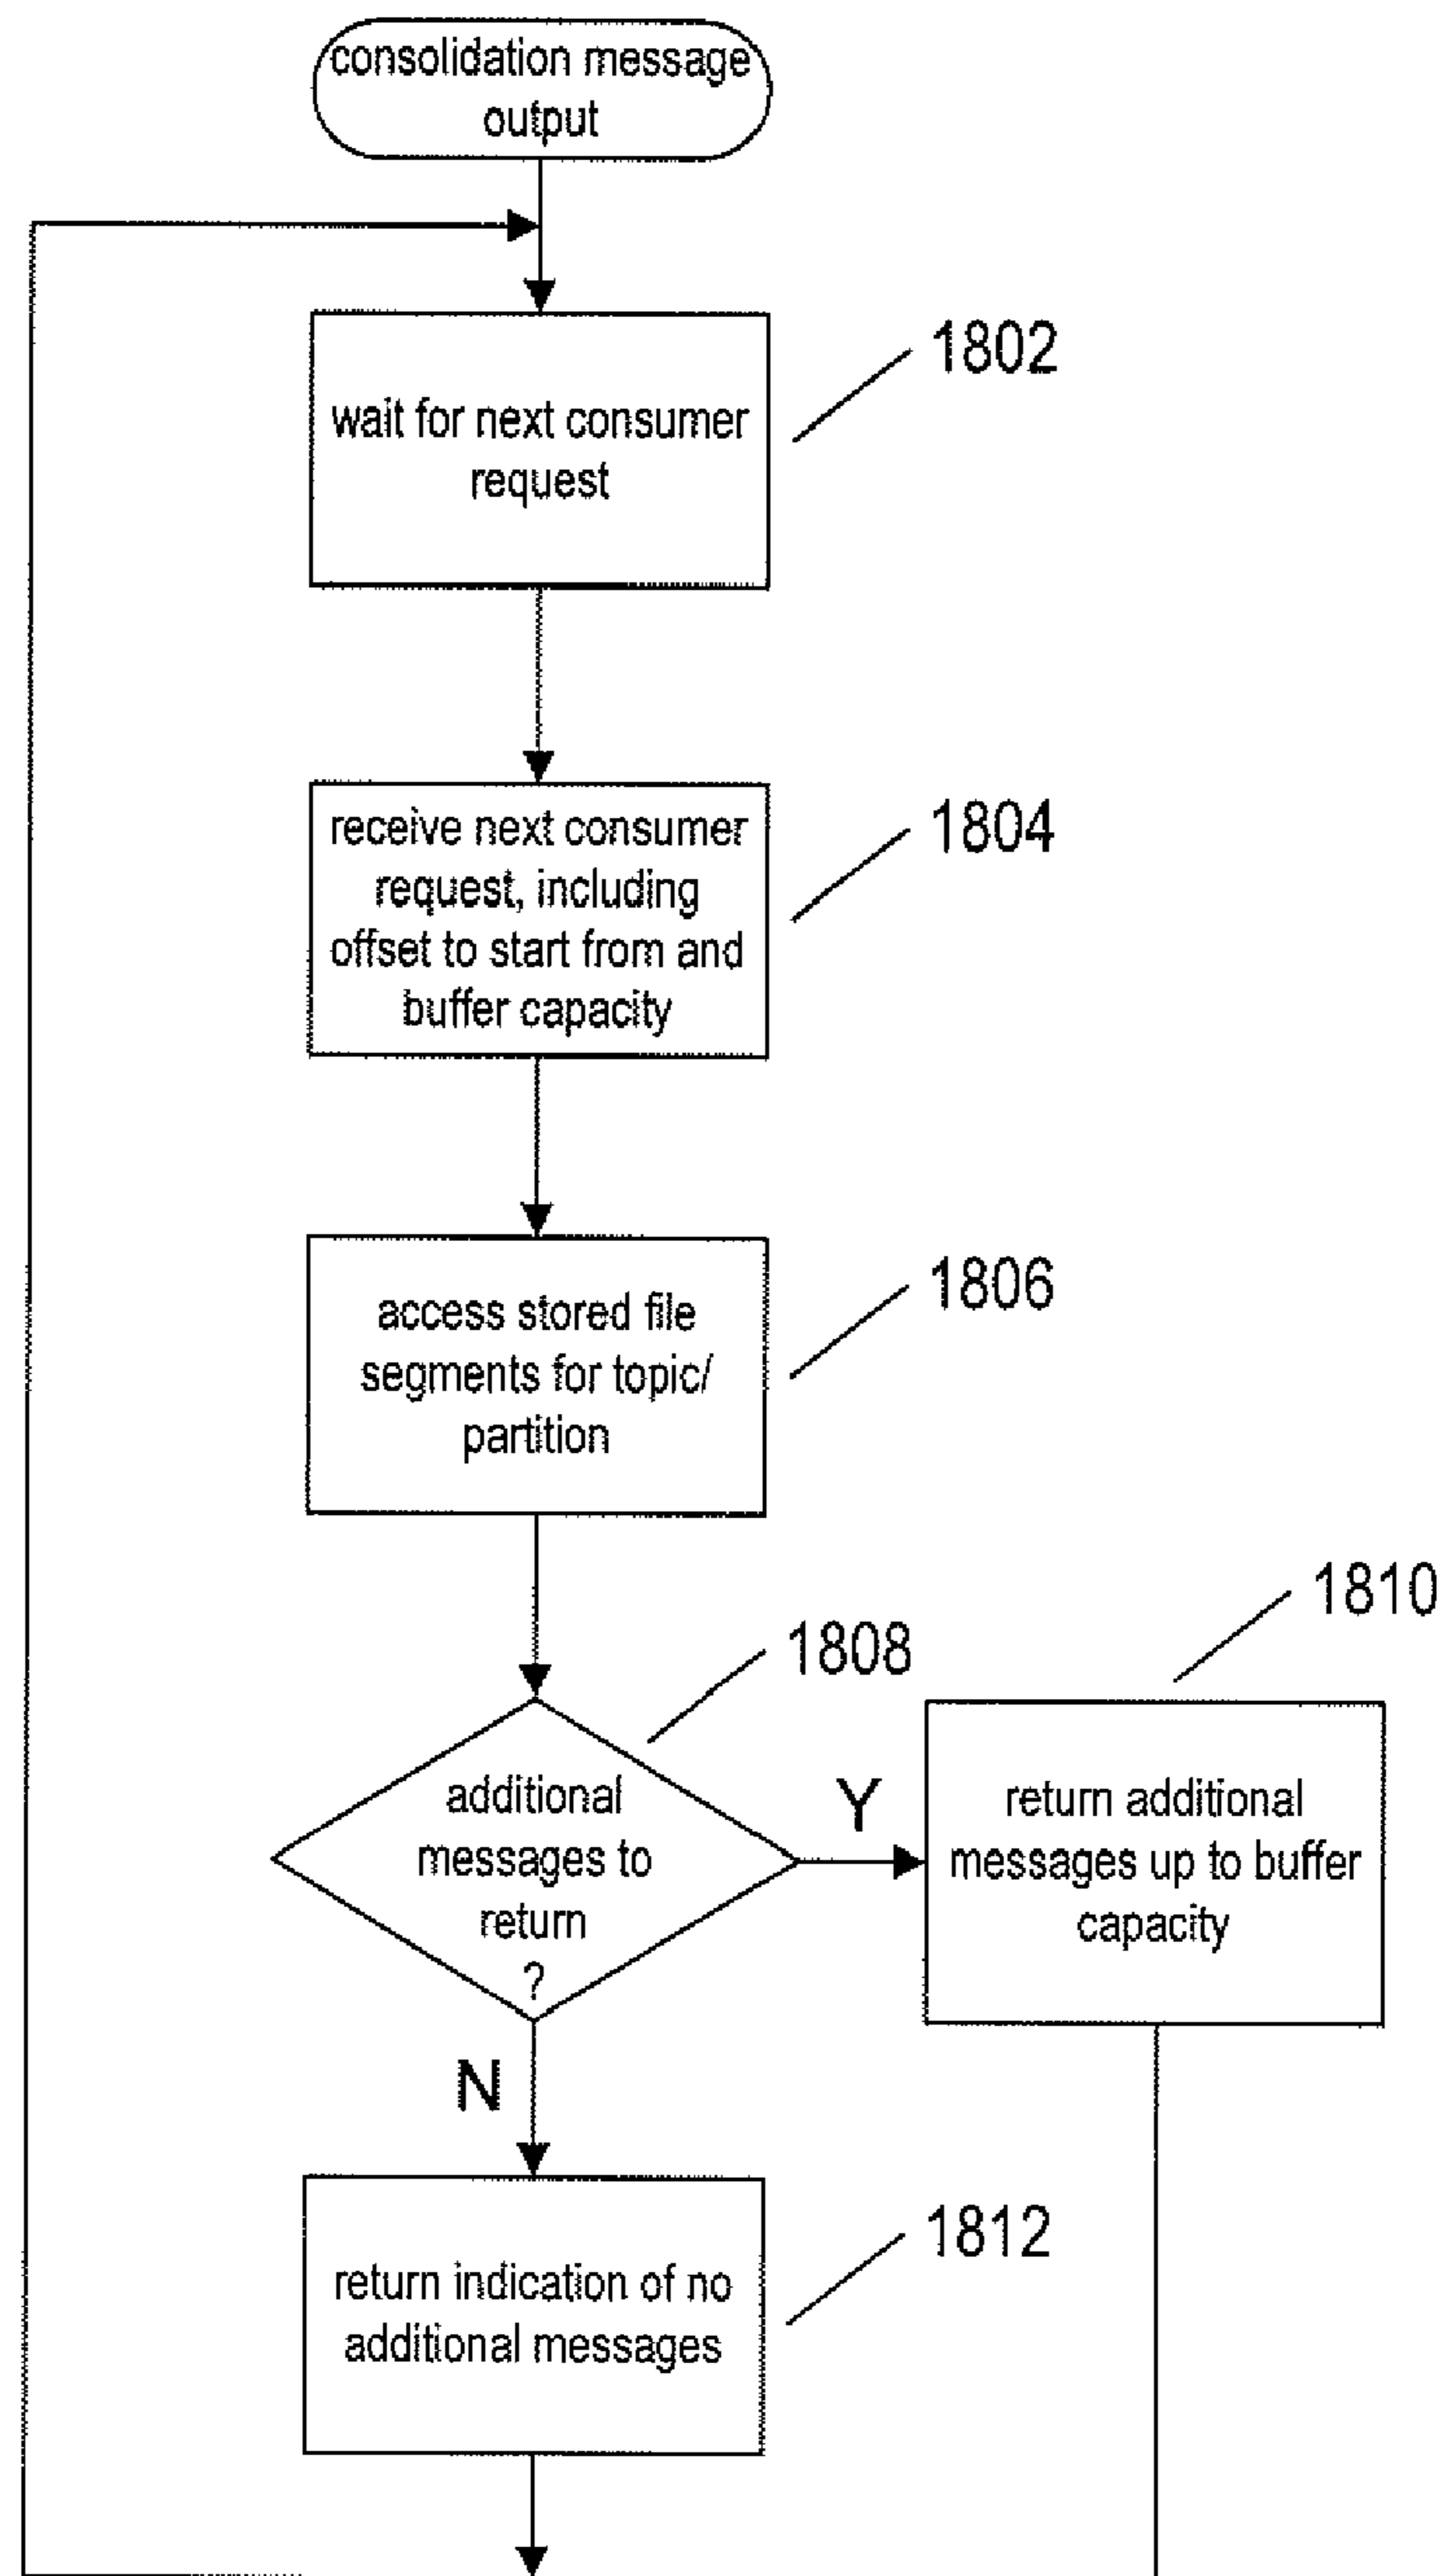 consolidation message
output
1802
wait for next consumer
request
1804
receive next consumer
request, including
offset to start from and
buffer capacity
1806
access stored file
segments for topic/
partition
1808
additional
messages to
return
?
Y
1810
return additional
messages up to buffer
capacity
N
1812
return indication of no
additional messages